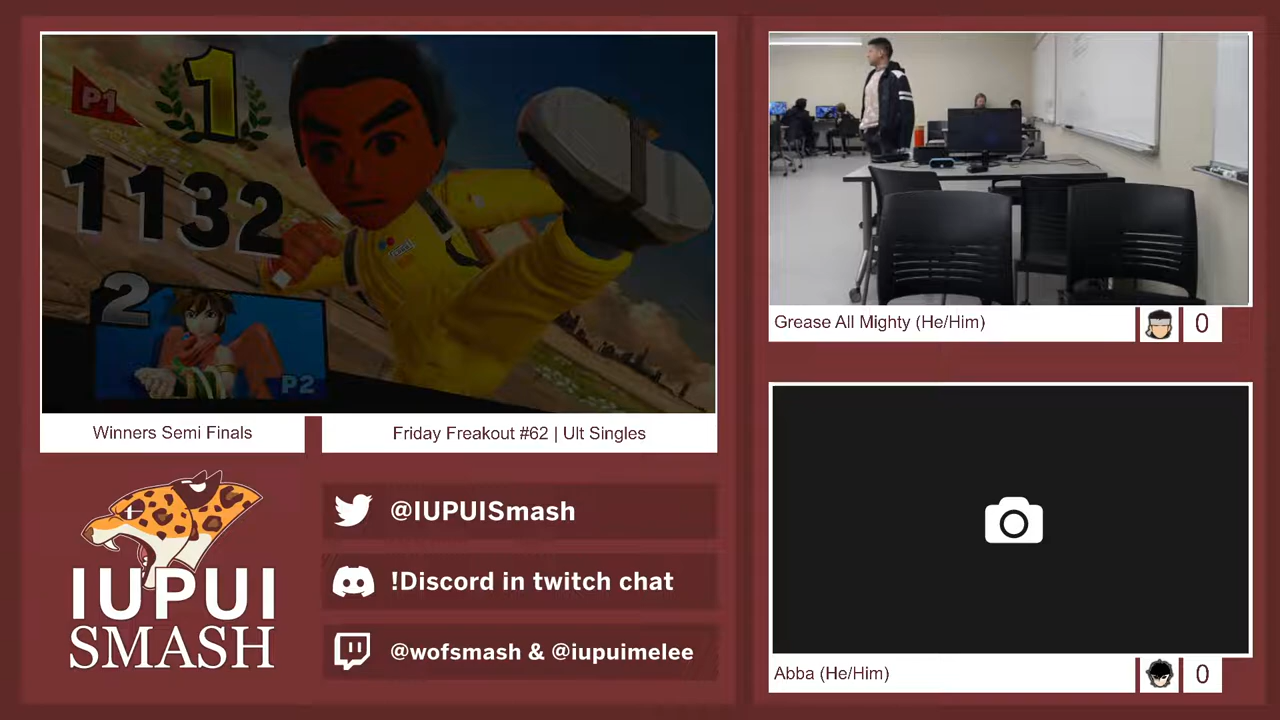 P1
1
1132
2
P2
Winners Semi Finals
Friday Freakout #62 | Ult Singles
IUPUI
SMASH
@IUPUISmash
!Discord in twitch chat
@wofsmash & @iupuimelee
Grease All Mighty (He/Him)
0
Abba (He/Him)
0